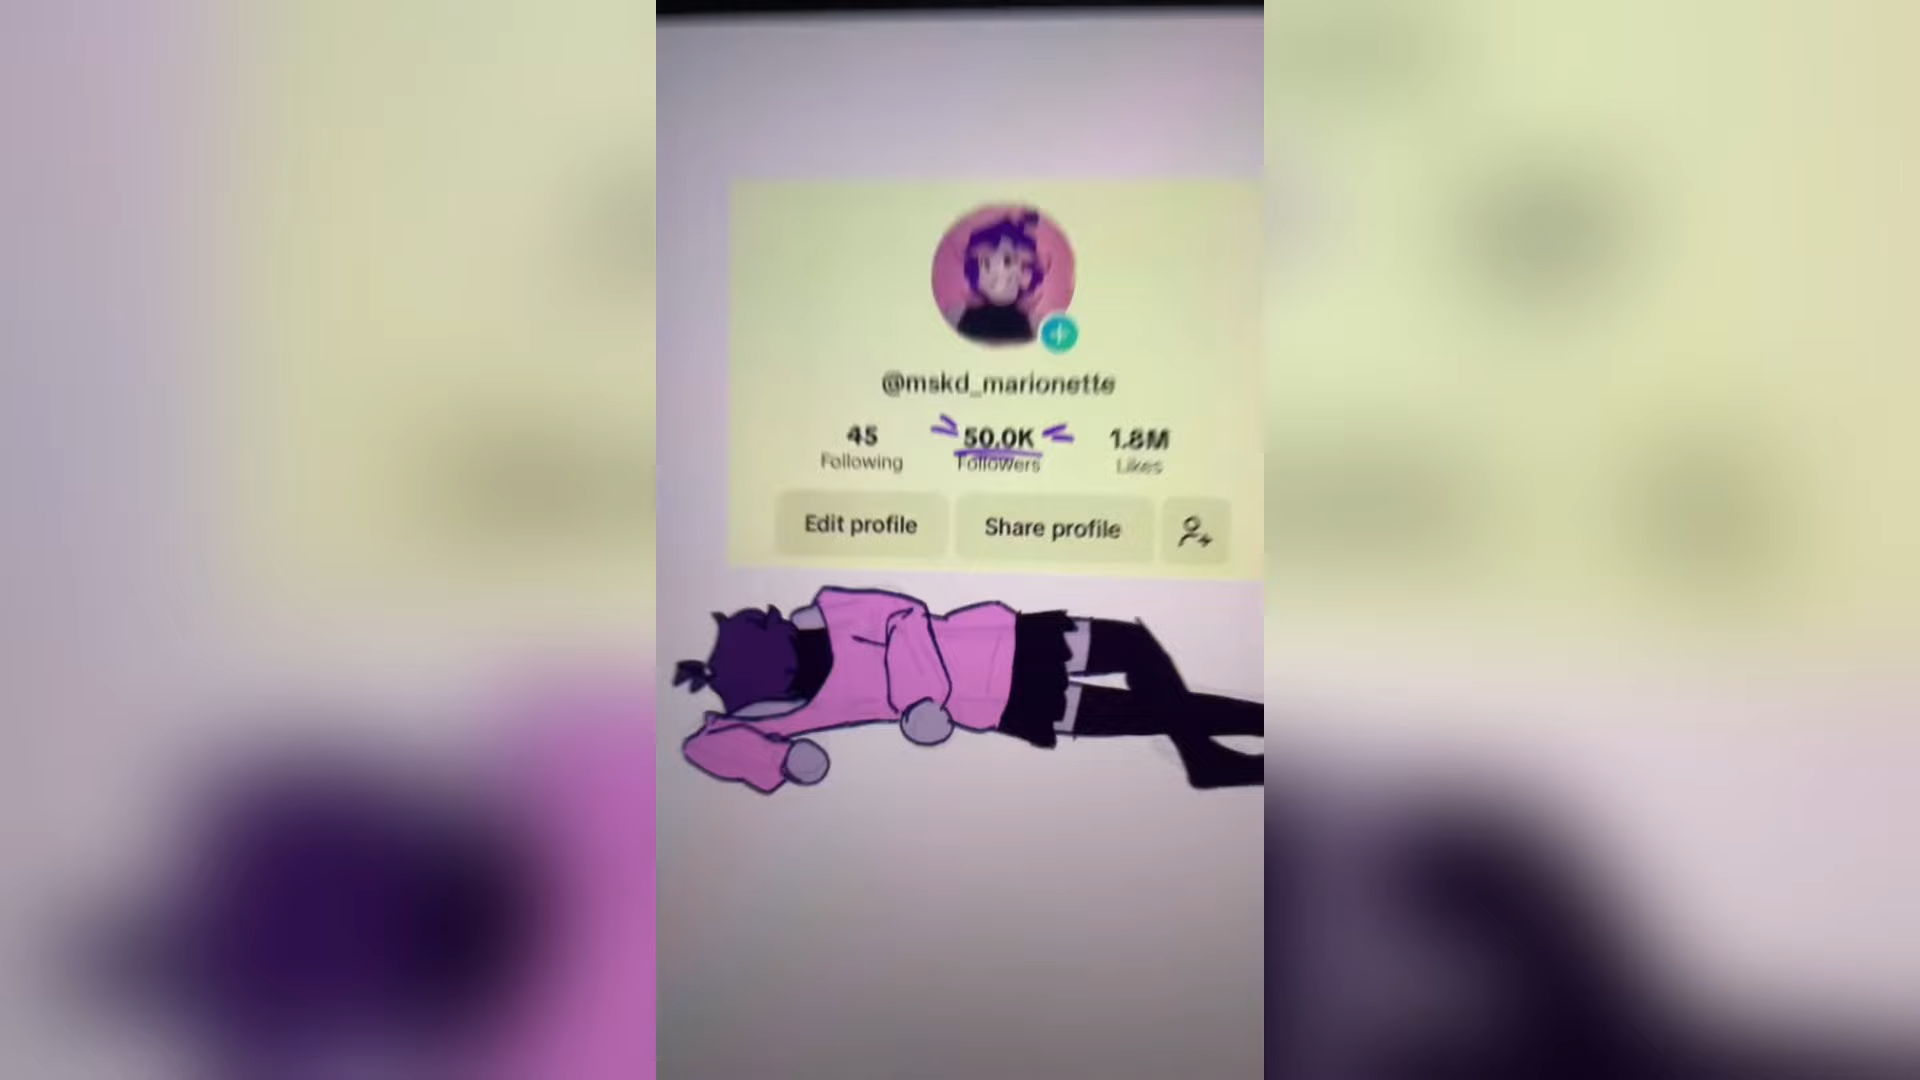 @mskd_marionette
45 50.0K 1.8M
Following Followers Likes
Edit profile Share profile